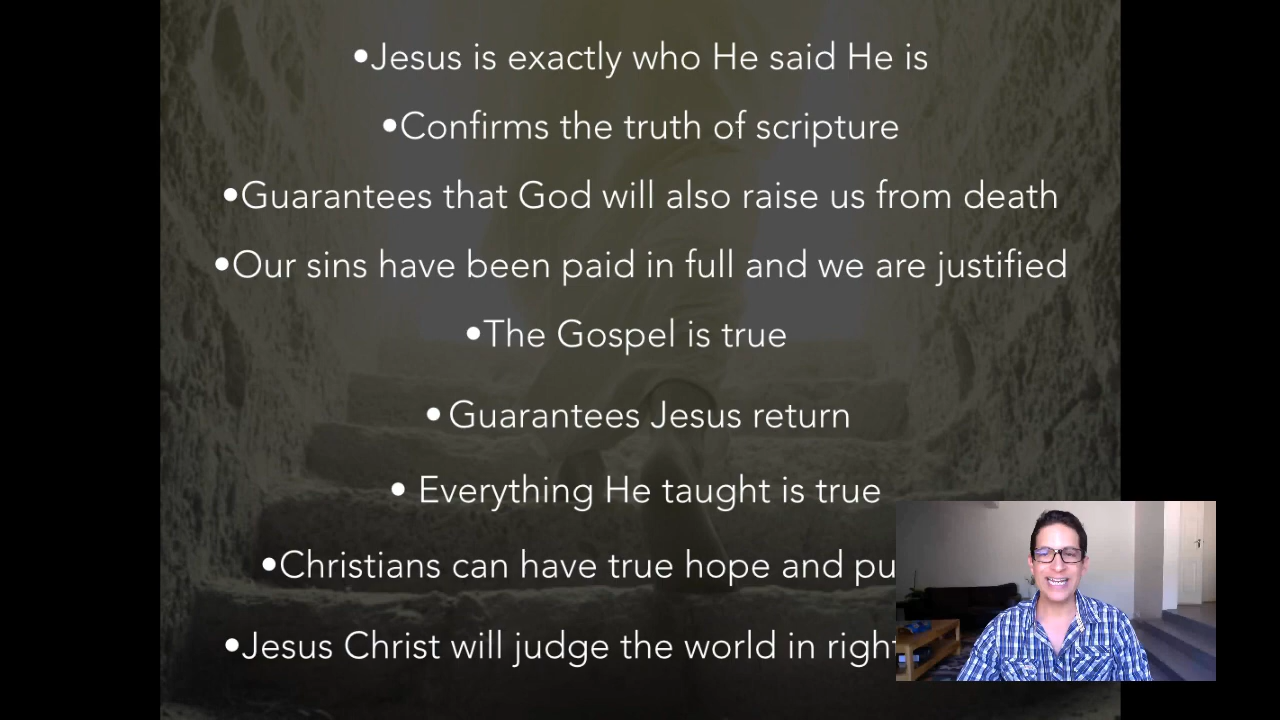 •Jesus is exactly who He said He is
•Confirms the truth of scripture
•Guarantees that God will also raise us from death
•Our sins have been paid in full and we are justified
•The Gospel is true
• Guarantees Jesus return
• Everything He taught is true
•Christians can have true hope and
•Jesus Christ will judge the world in